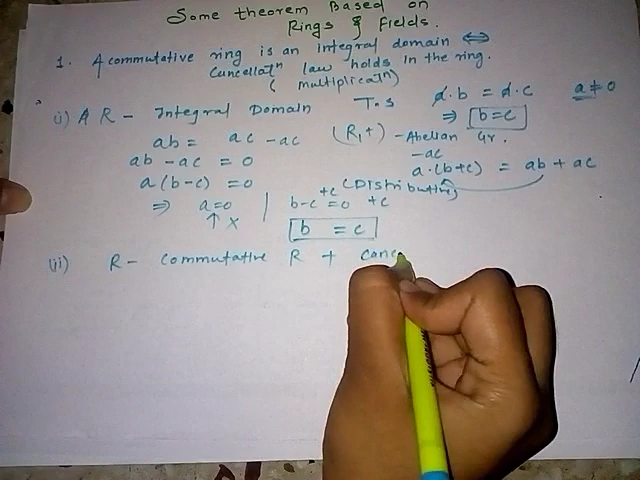 Some theorem Based on
Rings & Fields.
1. A commutative ring is an integral domain ⇔
Cancellatⁿ law holds in the ring.
( multiplicatⁿ)
i) A R - Integral Domain T.s a.b = a.c a ≠ 0
⇒ b=c
ab = ac -ac (R,+) - Abelian Gr.
ab -ac = 0 -ac
a(b-c) = 0 a.(b+c) = ab + ac
+c (Distributive)
⇒ a=0 | b-c = 0 +c
↑ x b = c
(ii) R - Commutative R + Canc